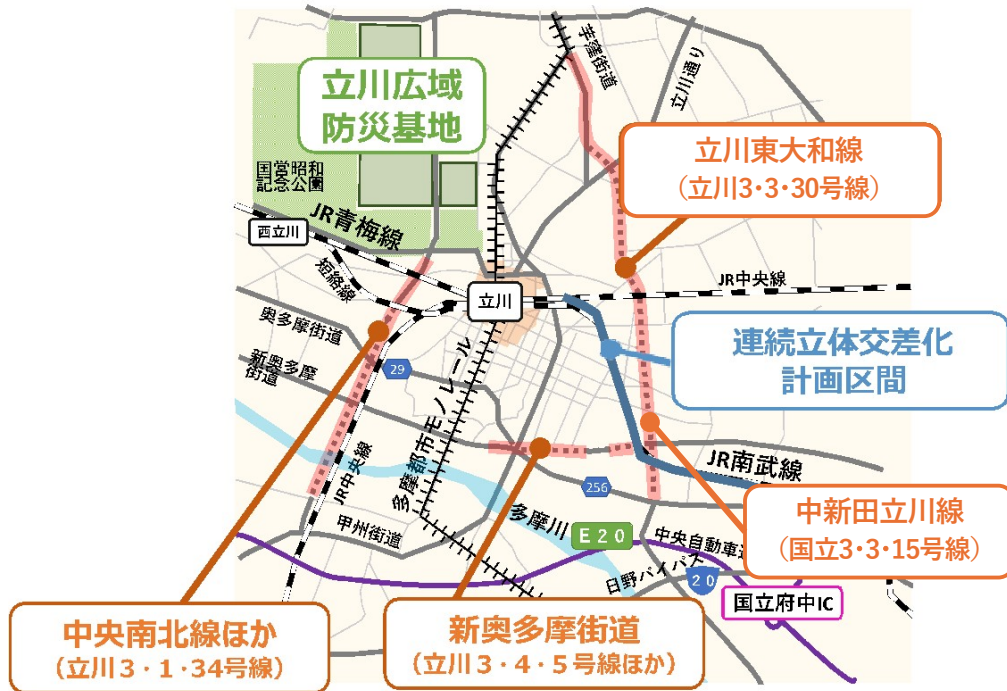 芋窪街道
立川通り
立川広域
防災基地
立川東大和線
(立川3・3・30号線)
国営昭和
記念公園
JR青梅線
西立川
短絡線
立川
JR中央線
奥多摩街道
新奥多摩
街道
29
連続立体交差化
計画区間
多摩都市モノレール
JR中央線
JR南武線
256
多摩川
甲州街道
E20
中央自動車道
中新田立川線
(国立3・3・15号線)
日野バイパス
20
国立府中IC
中央南北線ほか
(立川3・1・34号線)
新奥多摩街道
(立川3・4・5号線ほか)